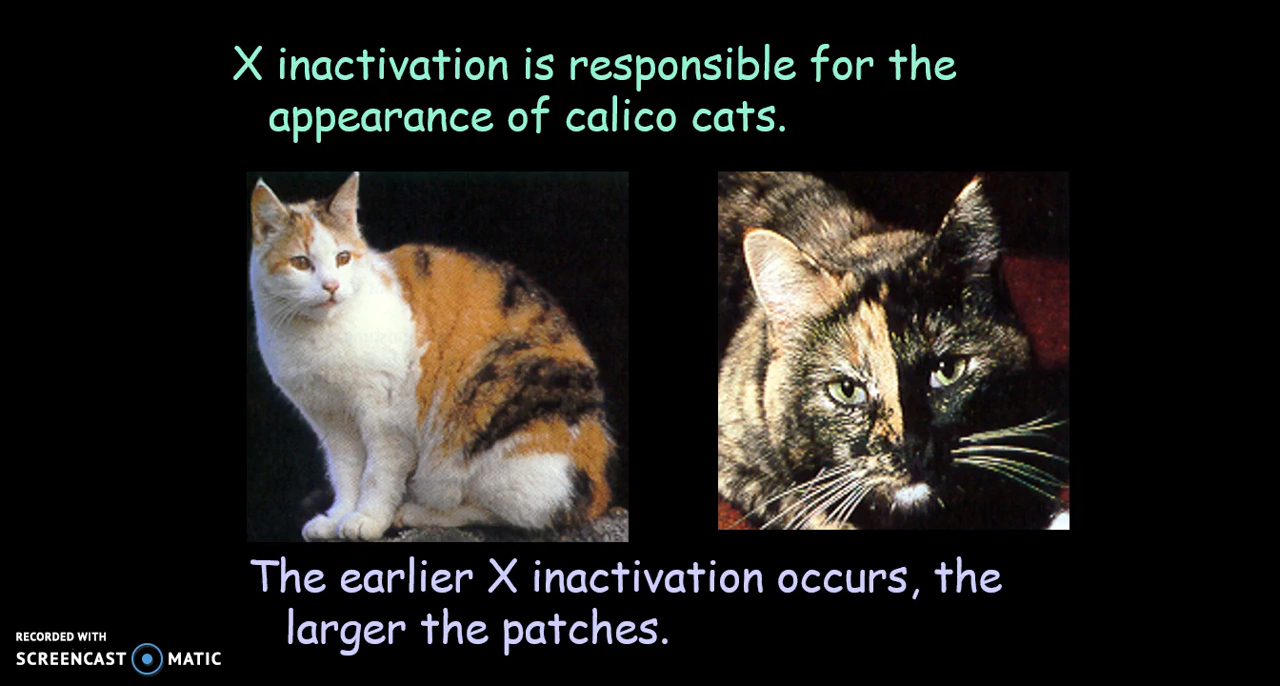 X inactivation is responsible for the
appearance of calico cats.
The earlier X inactivation occurs, the
larger the patches.
RECORDED WITH
SCREENCAST MATIC